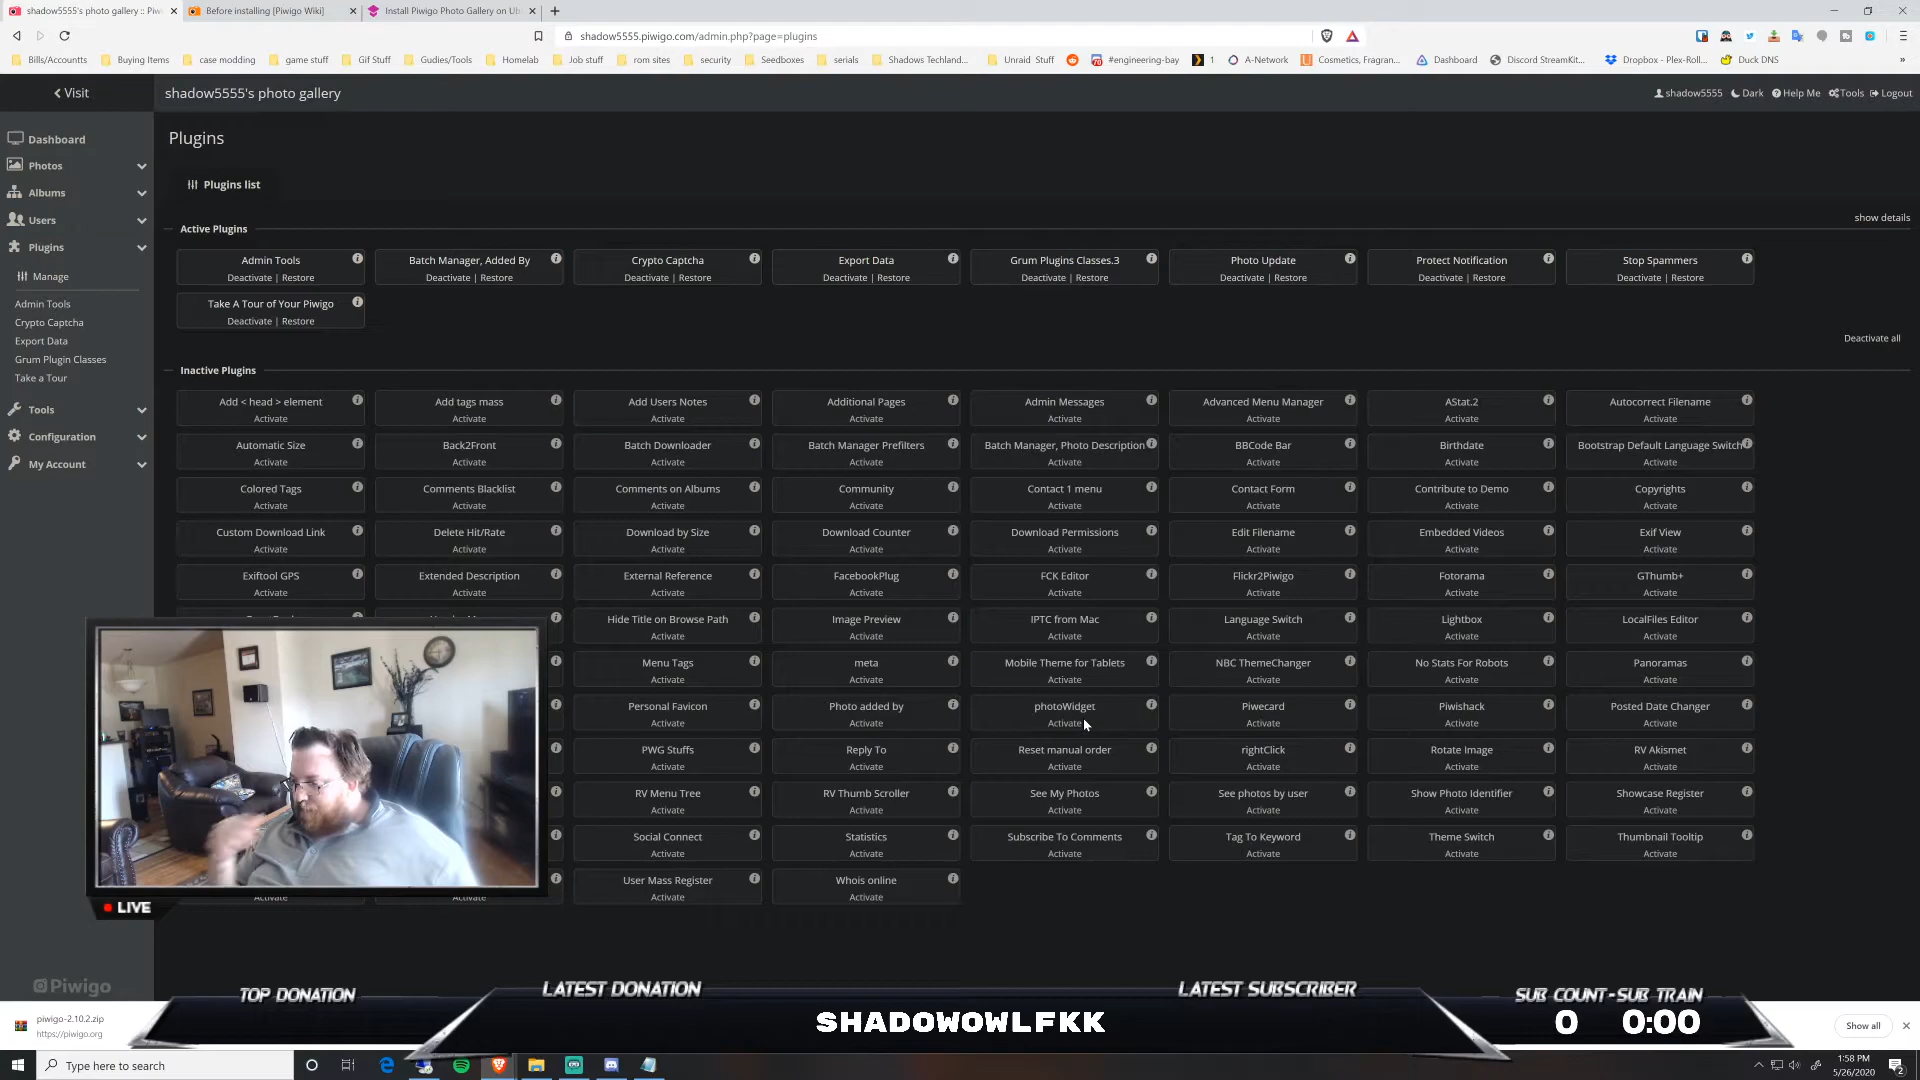 shadow5555's photo gallery :: Piw
Before installing [Piwigo Wiki]
Install Piwigo Photo Gallery on Ub
shadow5555.piwigo.com/admin.php?page=plugins
Bills/Accountts
Buying Items
case modding
game stuff
Gif Stuff
Gudies/Tools
Homelab
Job stuff
rom sites
security
Seedboxes
serials
Shadows Techland...
Unraid Stuff
#engineering-bay
1
A-Network
Cosmetics, Fragran...
Dashboard
Discord StreamKit...
Dropbox - Plex-Roll...
Duck DNS
Visit
shadow5555's photo gallery
shadow5555
Dark
Help Me
Tools
Logout
Dashboard
Photos
Albums
Users
Plugins
Manage
Admin Tools
Crypto Captcha
Export Data
Grum Plugin Classes
Take a Tour
Tools
Configuration
My Account
Piwigo
Plugins
Plugins list
show details
Active Plugins
Admin Tools
Deactivate | Restore
Batch Manager, Added By
Deactivate | Restore
Crypto Captcha
Deactivate | Restore
Export Data
Deactivate | Restore
Grum Plugins Classes.3
Deactivate | Restore
Photo Update
Deactivate | Restore
Protect Notification
Deactivate | Restore
Stop Spammers
Deactivate | Restore
Take A Tour of Your Piwigo
Deactivate | Restore
Deactivate all
Inactive Plugins
Add < head > element
Activate
Add tags mass
Activate
Add Users Notes
Activate
Additional Pages
Activate
Admin Messages
Activate
Advanced Menu Manager
Activate
AStat.2
Activate
Autocorrect Filename
Activate
Automatic Size
Activate
Back2Front
Activate
Batch Downloader
Activate
Batch Manager Prefilters
Activate
Batch Manager, Photo Description
Activate
BBCode Bar
Activate
Birthdate
Activate
Bootstrap Default Language Switch
Activate
Colored Tags
Activate
Comments Blacklist
Activate
Comments on Albums
Activate
Community
Activate
Contact 1 menu
Activate
Contact Form
Activate
Contribute to Demo
Activate
Copyrights
Activate
Custom Download Link
Activate
Delete Hit/Rate
Activate
Download by Size
Activate
Download Counter
Activate
Download Permissions
Activate
Edit Filename
Activate
Embedded Videos
Activate
Exif View
Activate
Exiftool GPS
Activate
Extended Description
Activate
External Reference
Activate
FacebookPlug
Activate
FCK Editor
Activate
Flickr2Piwigo
Activate
Fotorama
Activate
GThumb+
Activate
Hide Title on Browse Path
Activate
Image Preview
Activate
IPTC from Mac
Activate
Language Switch
Activate
Lightbox
Activate
LocalFiles Editor
Activate
Menu Tags
Activate
meta
Activate
Mobile Theme for Tablets
Activate
NBC ThemeChanger
Activate
No Stats For Robots
Activate
Panoramas
Activate
Personal Favicon
Activate
Photo added by
Activate
photoWidget
Activate
Piwecard
Activate
Piwishack
Activate
Posted Date Changer
Activate
PWG Stuffs
Activate
Reply To
Activate
Reset manual order
Activate
rightClick
Activate
Rotate Image
Activate
RV Akismet
Activate
RV Menu Tree
Activate
RV Thumb Scroller
Activate
See My Photos
Activate
See photos by user
Activate
Show Photo Identifier
Activate
Showcase Register
Activate
Social Connect
Activate
Statistics
Activate
Subscribe To Comments
Activate
Tag To Keyword
Activate
Theme Switch
Activate
Thumbnail Tooltip
Activate
Activate
Activate
User Mass Register
Activate
Whois online
Activate
LIVE
TOP DONATION
LATEST DONATION
SHADOWOWLFKK
LATEST SUBSCRIBER
SUB COUNT-SUB TRAIN
0 0:00
piwigo-2.10.2.zip
https://piwigo.org
Show all
Type here to search
1:58 PM
5/26/2020
2